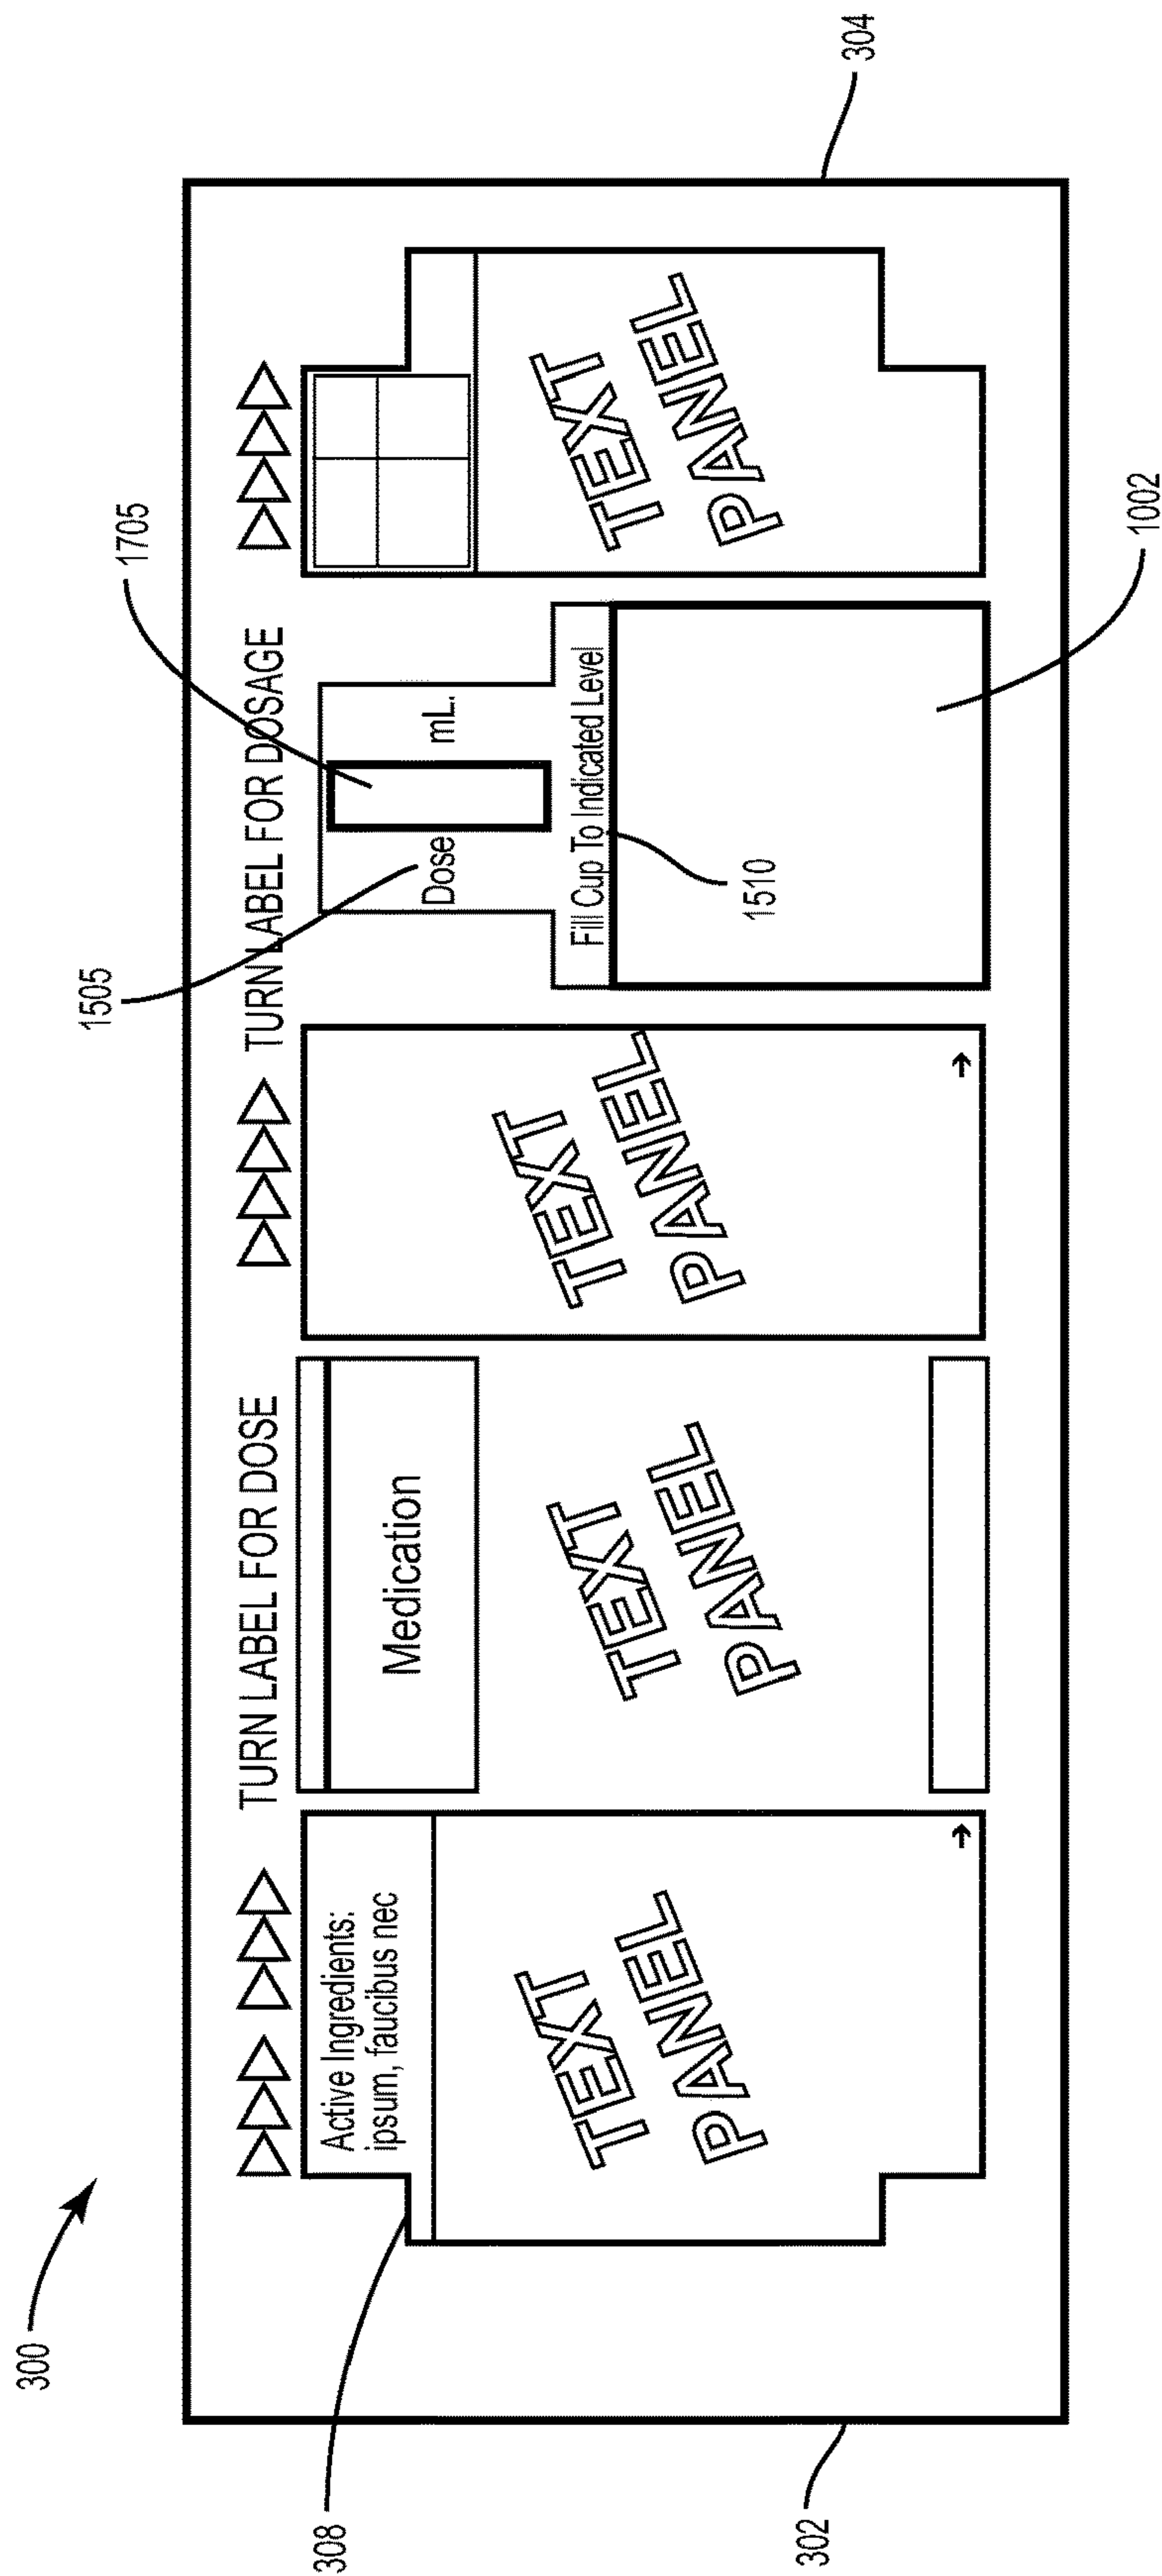 300
308
302
304
TURN LABEL FOR DOSE
TURN LABEL FOR DOSAGE
1505
1705
Active Ingredients:
ipsum, faucibus nec
TEXT
PANEL
Medication
TEXT
PANEL
TEXT
PANEL
Dose
mL.
Fill Cup To Indicated Level
1510
1002
TEXT
PANEL